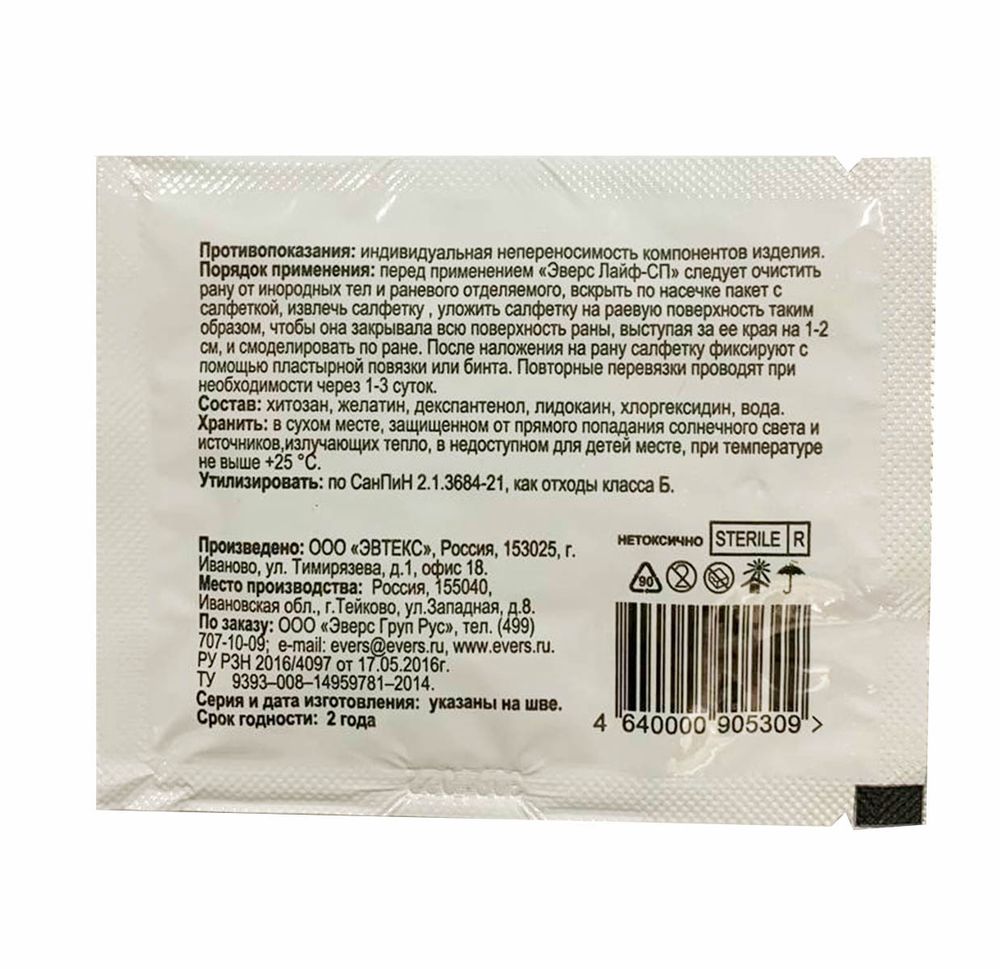 Противопоказания: индивидуальная непереносимость компонентов изделия.
Порядок применения: перед применением «Эверс Лайф-СП» следует очистить
рану от инородных тел и раневого отделяемого, вскрыть по насечке пакет с
салфеткой, извлечь салфетку , уложить салфетку на раевую поверхность таким
образом, чтобы она закрывала всю поверхность раны, выступая за ее края на 1-2
см, и смоделировать по ране. После наложения на рану салфетку фиксируют с
помощью пластырной повязки или бинта. Повторные перевязки проводят при
необходимости через 1-3 суток.
Состав: хитозан, желатин, декспантенол, лидокаин, хлоргексидин, вода.
Хранить: в сухом месте, защищенном от прямого попадания солнечного света и
источников,излучающих тепло, в недоступном для детей месте, при температуре
не выше +25 °С.
Утилизировать: по СанПиН 2.1.3684-21, как отходы класса Б.
Произведено: ООО «ЭВТЕКС», Россия, 153025, г.
Иваново, ул. Тимирязева, д.1, офис 18.
Место производства: Россия, 155040,
Ивановская обл., г.Тейково, ул.Западная, д.8.
По заказу: ООО «Эверс Груп Рус», тел. (499)
707-10-09; e-mail: evers@evers.ru, www.evers.ru.
РУ РЗН 2016/4097 от 17.05.2016г.
ТУ 9393–008–14959781–2014.
Серия и дата изготовления: указаны на шве.
Срок годности: 2 года
нетоксично STERILE R
90 2
4 640000 905309 >